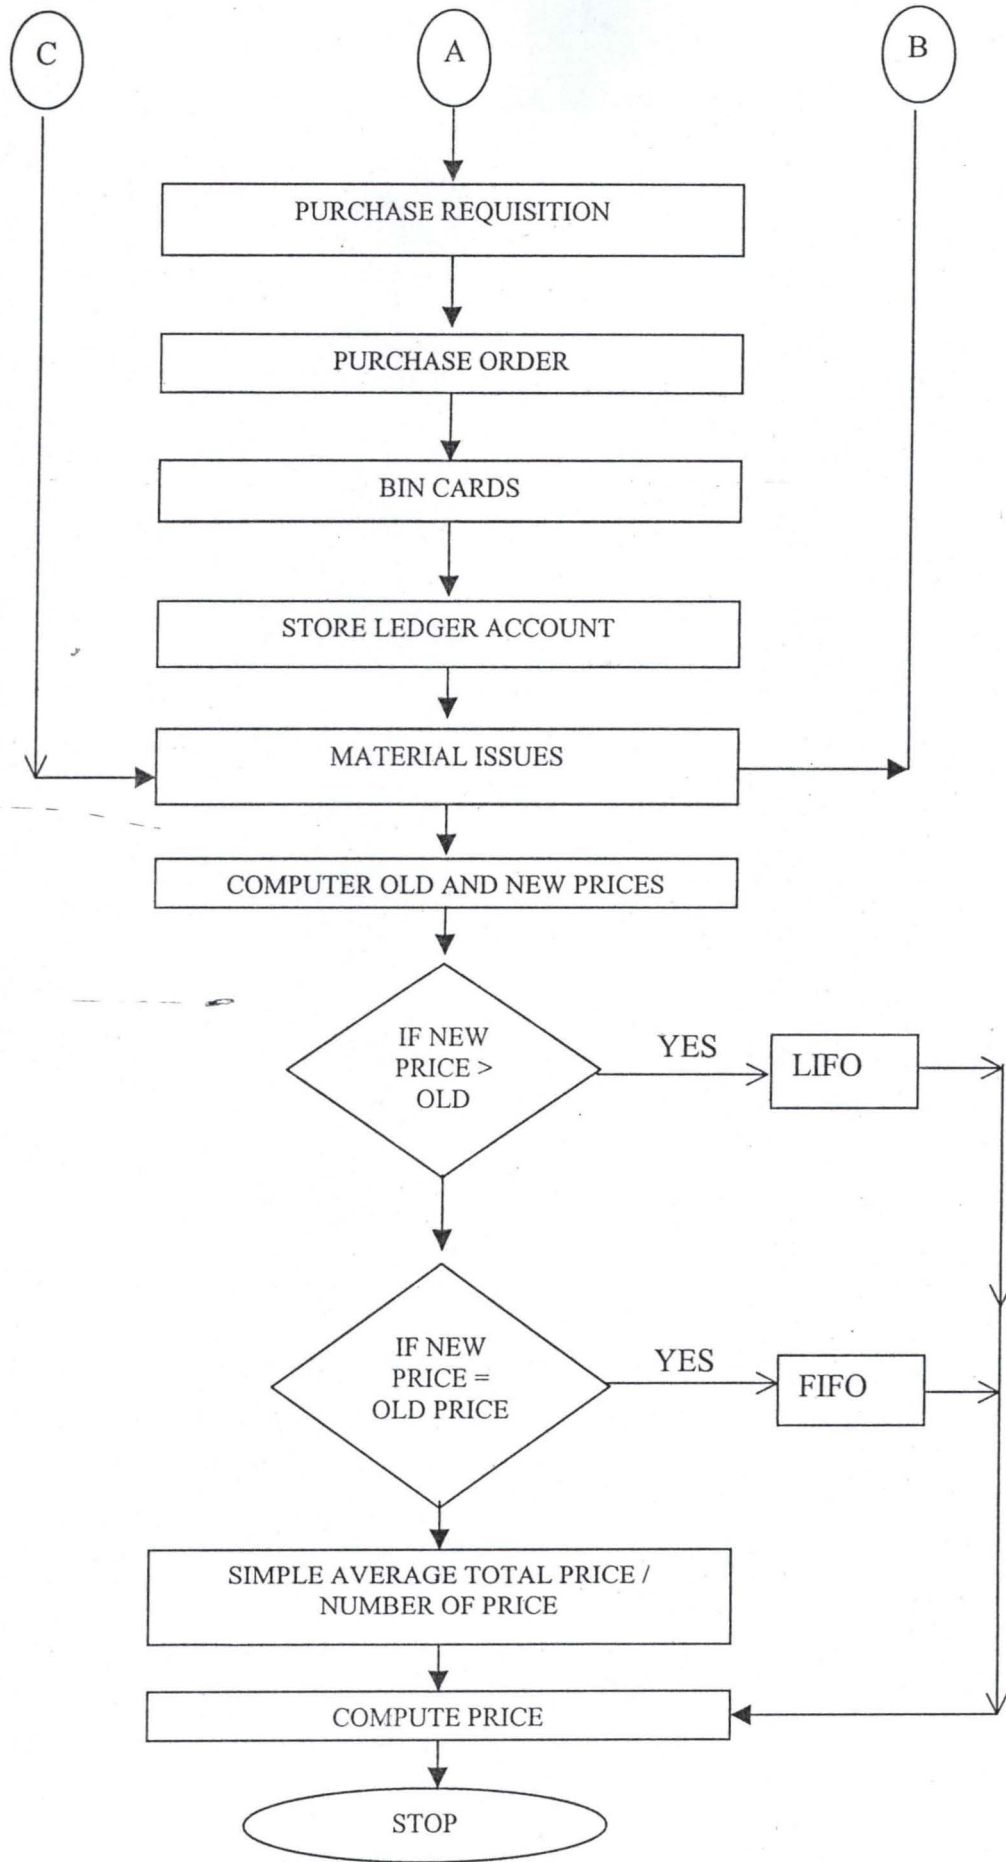 C
A
B
PURCHASE REQUISITION
PURCHASE ORDER
BIN CARDS
STORE LEDGER ACCOUNT
MATERIAL ISSUES
COMPUTER OLD AND NEW PRICES
IF NEW
PRICE >
OLD
YES
LIFO
IF NEW
PRICE =
OLD PRICE
YES
FIFO
SIMPLE AVERAGE TOTAL PRICE /
NUMBER OF PRICE
COMPUTE PRICE
STOP